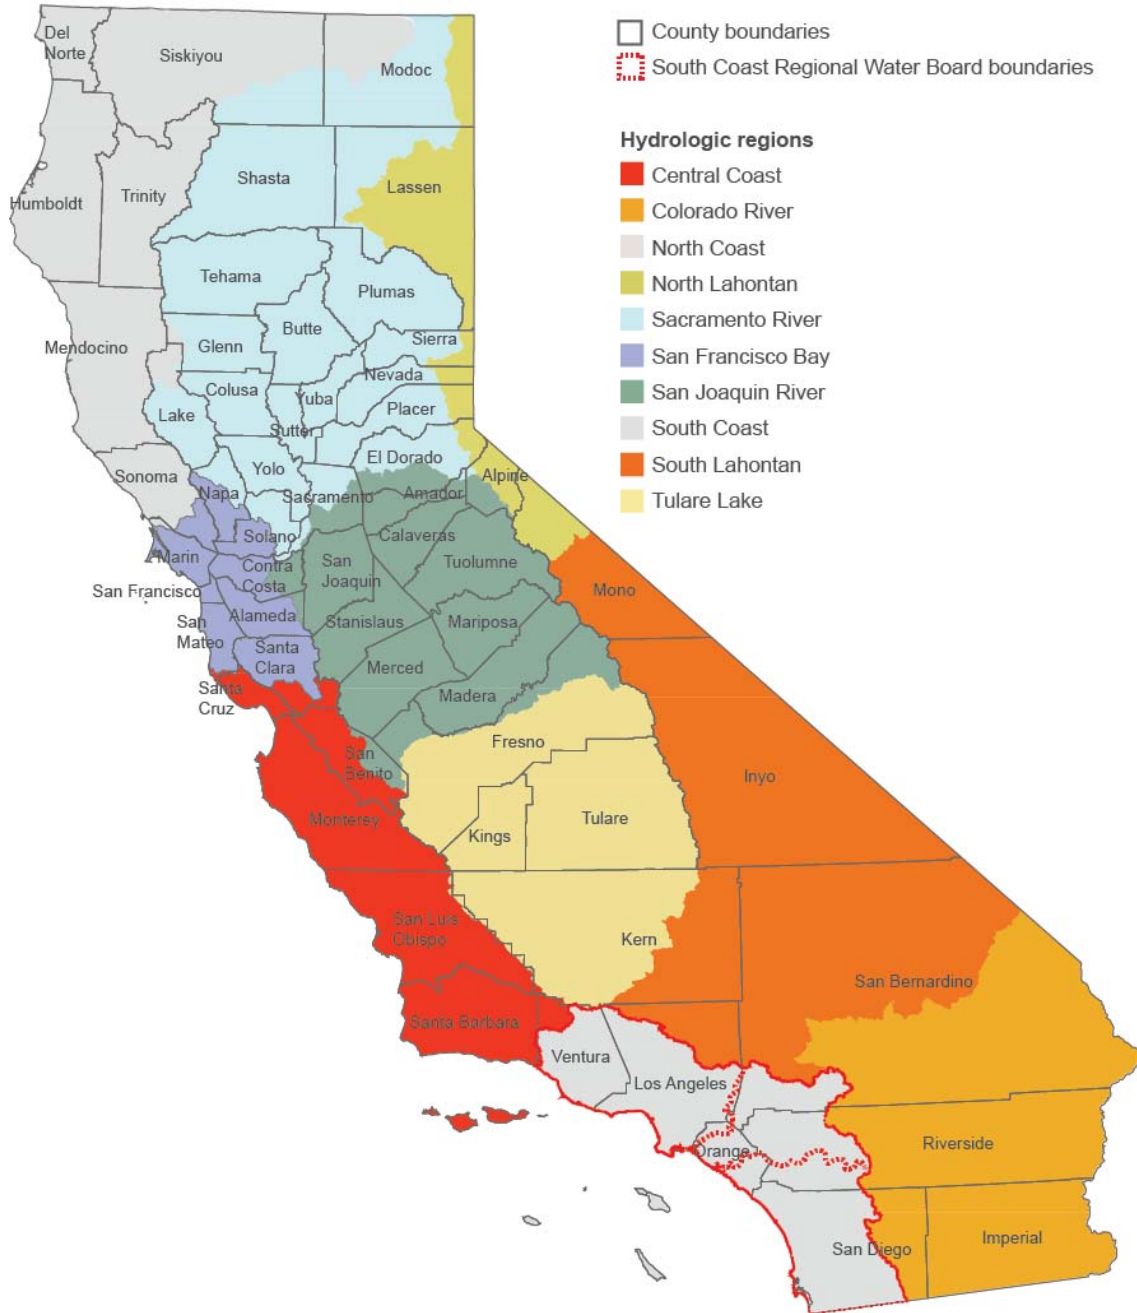 County boundaries
South Coast Regional Water Board boundaries
Hydrologic regions
Central Coast
Colorado River
North Coast
North Lahontan
Sacramento River
San Francisco Bay
San Joaquin River
South Coast
South Lahontan
Tulare Lake
Del
Norte
Siskiyou
Modoc
Humboldt
Trinity
Shasta
Lassen
Tehama
Plumas
Mendocino
Glenn
Butte
Sierra
Colusa
Nevada
Lake
Yuba
Placer
Sutter
Sonoma
Yolo
El Dorado
Napa
Sacramento
Amador
Alpine
Solano
Calaveras
Marin
Contra
Costa
San
Joaquin
Tuolumne
San Francisco
Mono
San
Mateo
Alameda
Stanislaus
Mariposa
Santa
Clara
Merced
Santa
Cruz
Madera
San
Benito
Fresno
Inyo
Monterey
Kings
Tulare
San Luis
Obispo
Kern
San Bernardino
Santa Barbara
Ventura
Los Angeles
Orange
Riverside
San Diego
Imperial